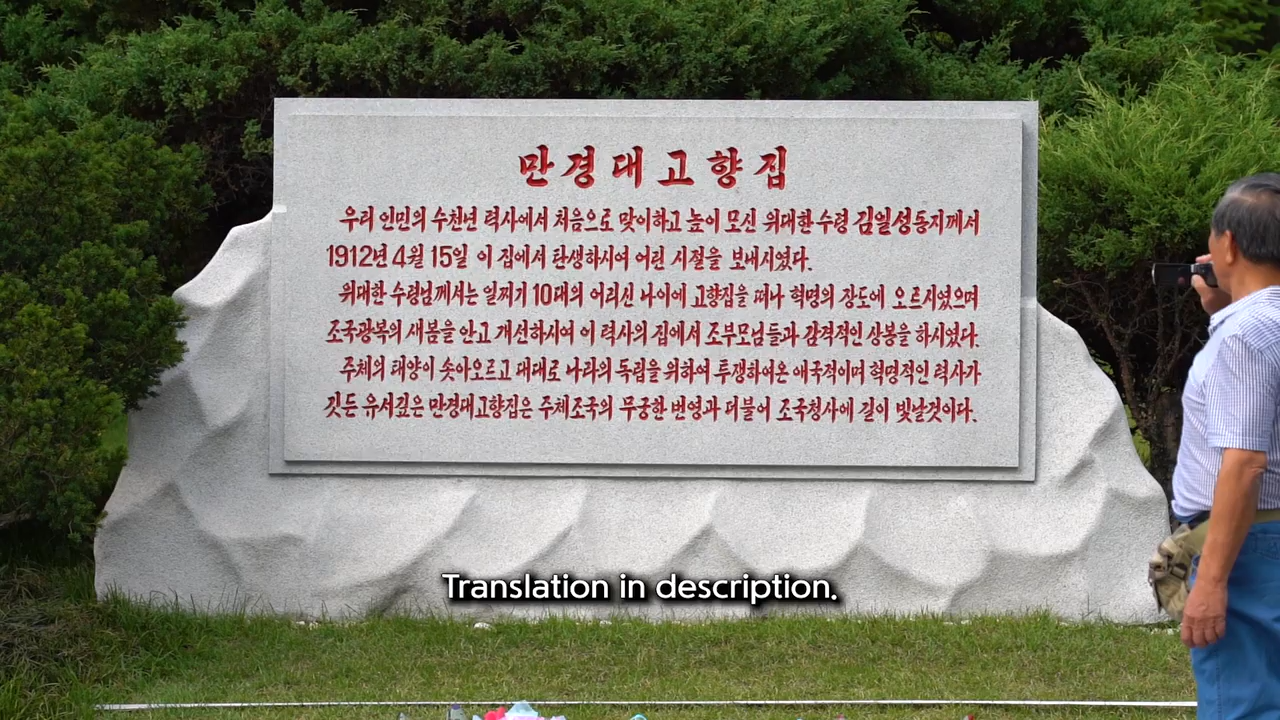 만경대고향집
우리 인민의 수천년 력사에서 처음으로 맞이하고 높이 모신 위대한 수령 김일성동지께서
1912년 4월 15일 이 집에서 탄생하시여 어린 시절을 보내시였다.
위대한 수령님께서는 일찌기 10대의 어리신 나이에 고향집을 떠나 혁명의 장도에 오르시였으며
조국광복의 새봄을 안고 개선하시여 이 력사의 집에서 조부모님들과 감격적인 상봉을 하시였다.
주체의 태양이 솟아오르고 대대로 나라의 독립을 위하여 투쟁하여온 애국적이며 혁명적인 력사가
깃든 유서깊은 만경대고향집은 주체조국의 무궁한 번영과 더불어 조국청사에 길이 빛날것이다.
Translation in description.